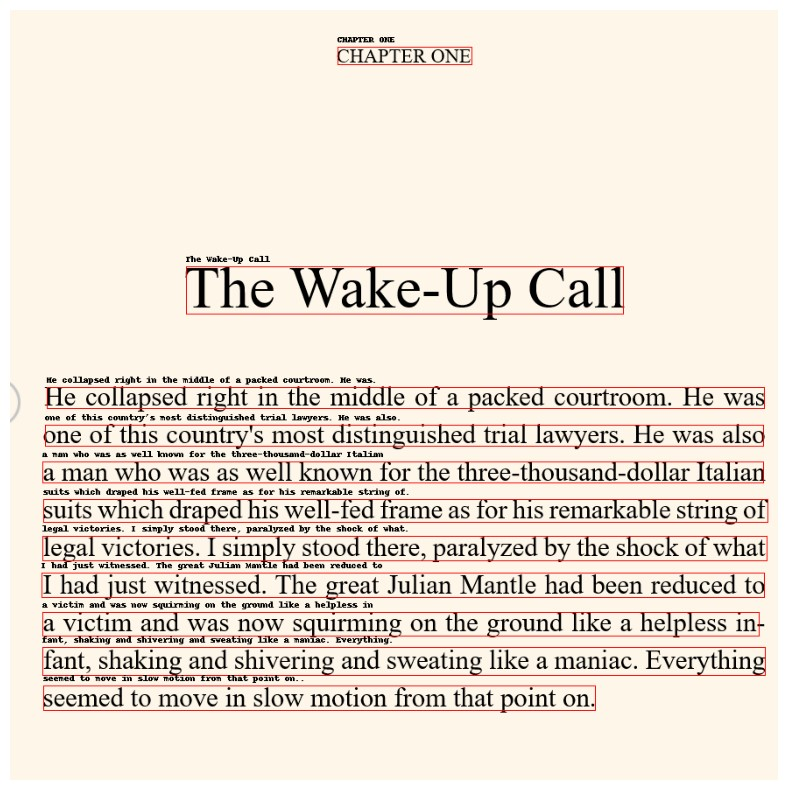 CHAPTER ONE
CHAPTER ONE
The Wake-Up Call
The Wake-Up Call
He collapsed right in the middle of a packed courtroom. He was.
He collapsed right in the middle of a packed courtroom. He was
one of this country's most distinguished trial lawyers. He was also.
one of this country's most distinguished trial lawyers. He was also
a man who was as well known for the three-thousand-dollar Italian
a man who was as well known for the three-thousand-dollar Italian
suits which draped his well-fed frame as for his remarkable string of.
suits which draped his well-fed frame as for his remarkable string of
legal victories. I simply stood there, paralyzed by the shock of what.
legal victories. I simply stood there, paralyzed by the shock of what
I had just witnessed. The great Julian Mantle had been reduced to
I had just witnessed. The great Julian Mantle had been reduced to
a victim and was now squirming on the ground like a helpless in
a victim and was now squirming on the ground like a helpless in-
fant, shaking and shivering and sweating like a maniac. Everything.
fant, shaking and shivering and sweating like a maniac. Everything
seemed to move in slow motion from that point on..
seemed to move in slow motion from that point on.